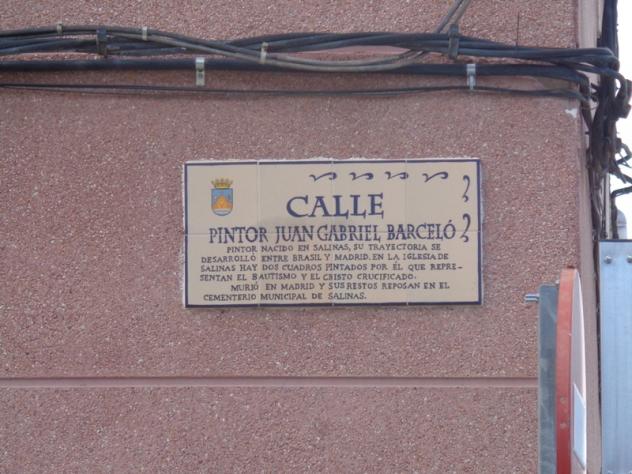 CALLE
PINTOR JUAN GABRIEL BARCELÓ
PINTOR NACIDO EN SALINAS, SU TRAYECTORIA SE
DESARROLLÓ ENTRE BRASIL Y MADRID. EN LA IGLESIA DE
SALINAS HAY DOS CUADROS PINTADOS POR ÉL QUE REPRE-
SENTAN EL BAUTISMO Y EL CRISTO CRUCIFICADO.
MURIÓ EN MADRID Y SUS RESTOS REPOSAN EN EL
CEMENTERIO MUNICIPAL DE SALINAS.